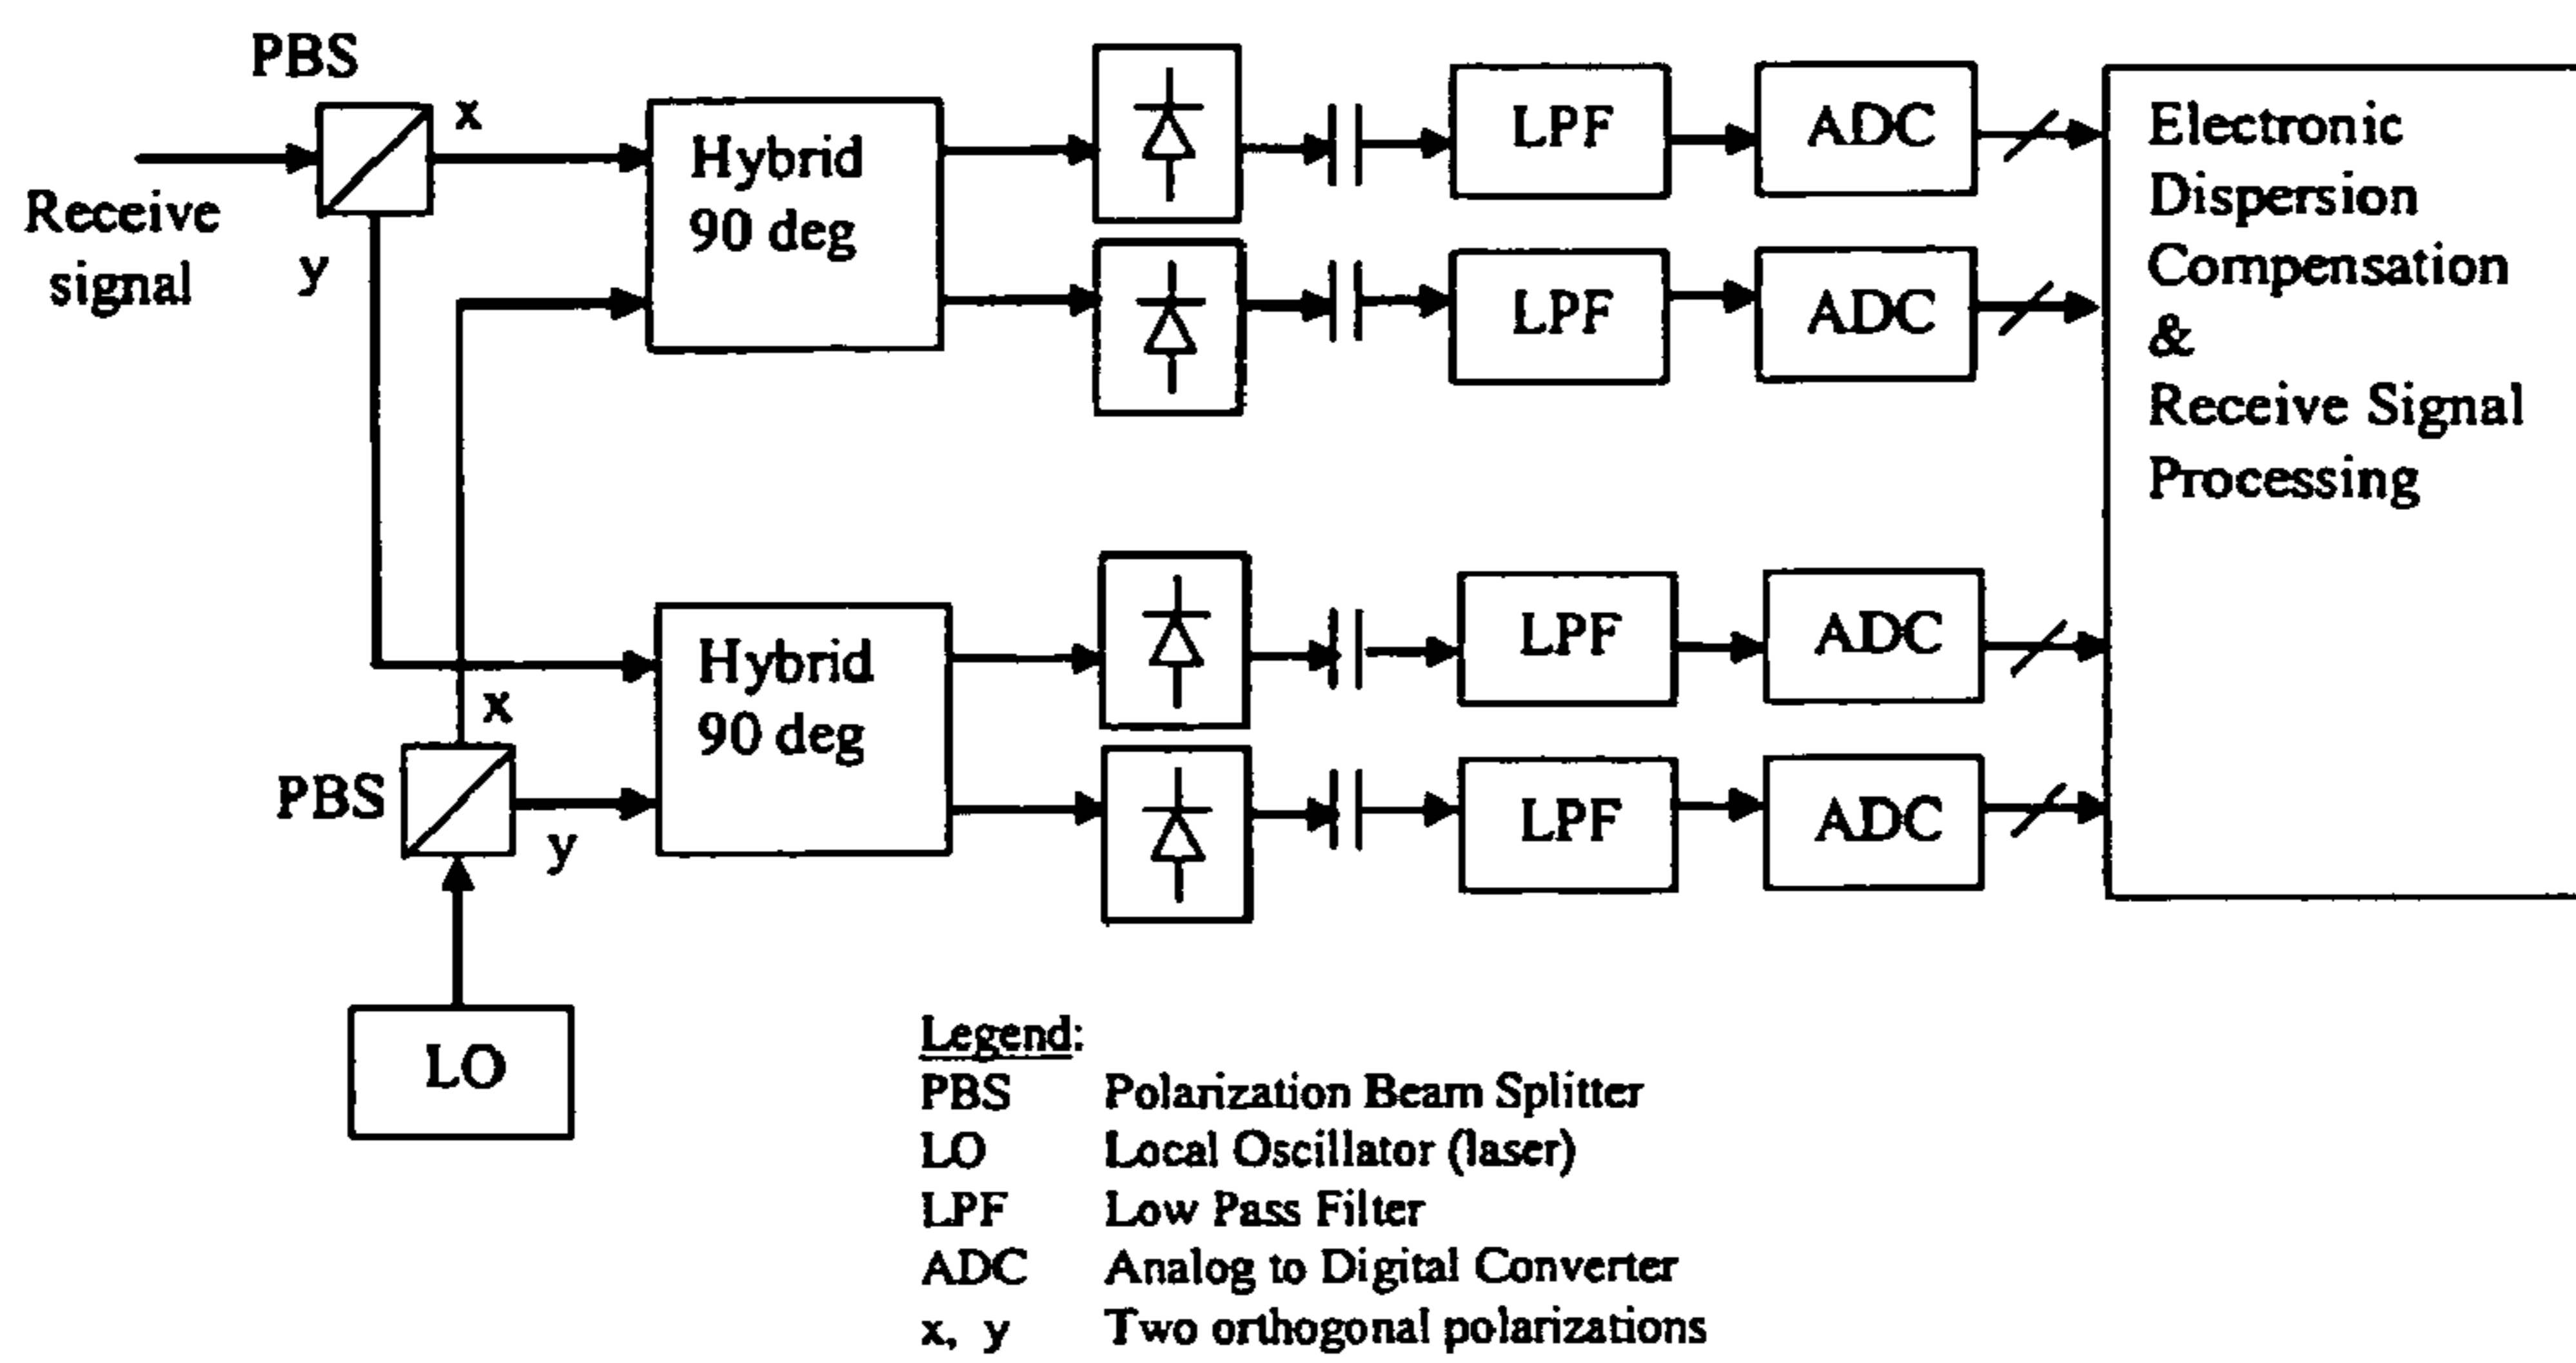 PBS
x
Receive
signal
y
Hybrid
90 deg
LPF
ADC
LPF
ADC
Electronic
Dispersion
Compensation
&
Receive Signal
Processing
Hybrid
90 deg
x
PBS
y
LPF
ADC
LPF
ADC
LO
Legend:
PBS Polarization Beam Splitter
LO Local Oscillator (laser)
LPF Low Pass Filter
ADC Analog to Digital Converter
x, y Two orthogonal polarizations